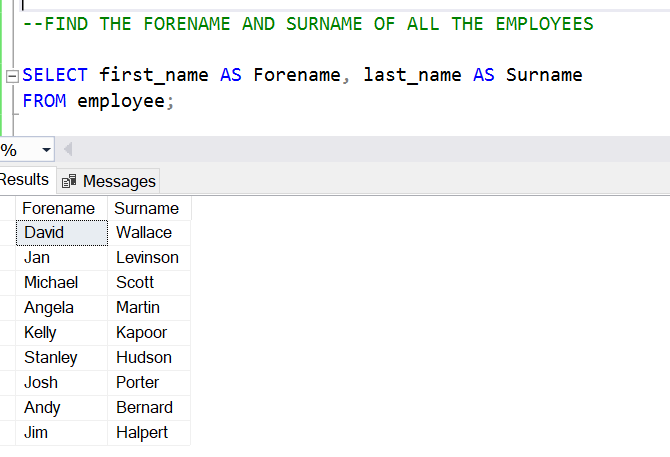 --FIND THE FORENAME AND SURNAME OF ALL THE EMPLOYEES
SELECT first_name AS Forename, last_name AS Surname
FROM employee;
%
Results Messages
Forename Surname
David Wallace
Jan Levinson
Michael Scott
Angela Martin
Kelly Kapoor
Stanley Hudson
Josh Porter
Andy Bernard
Jim Halpert